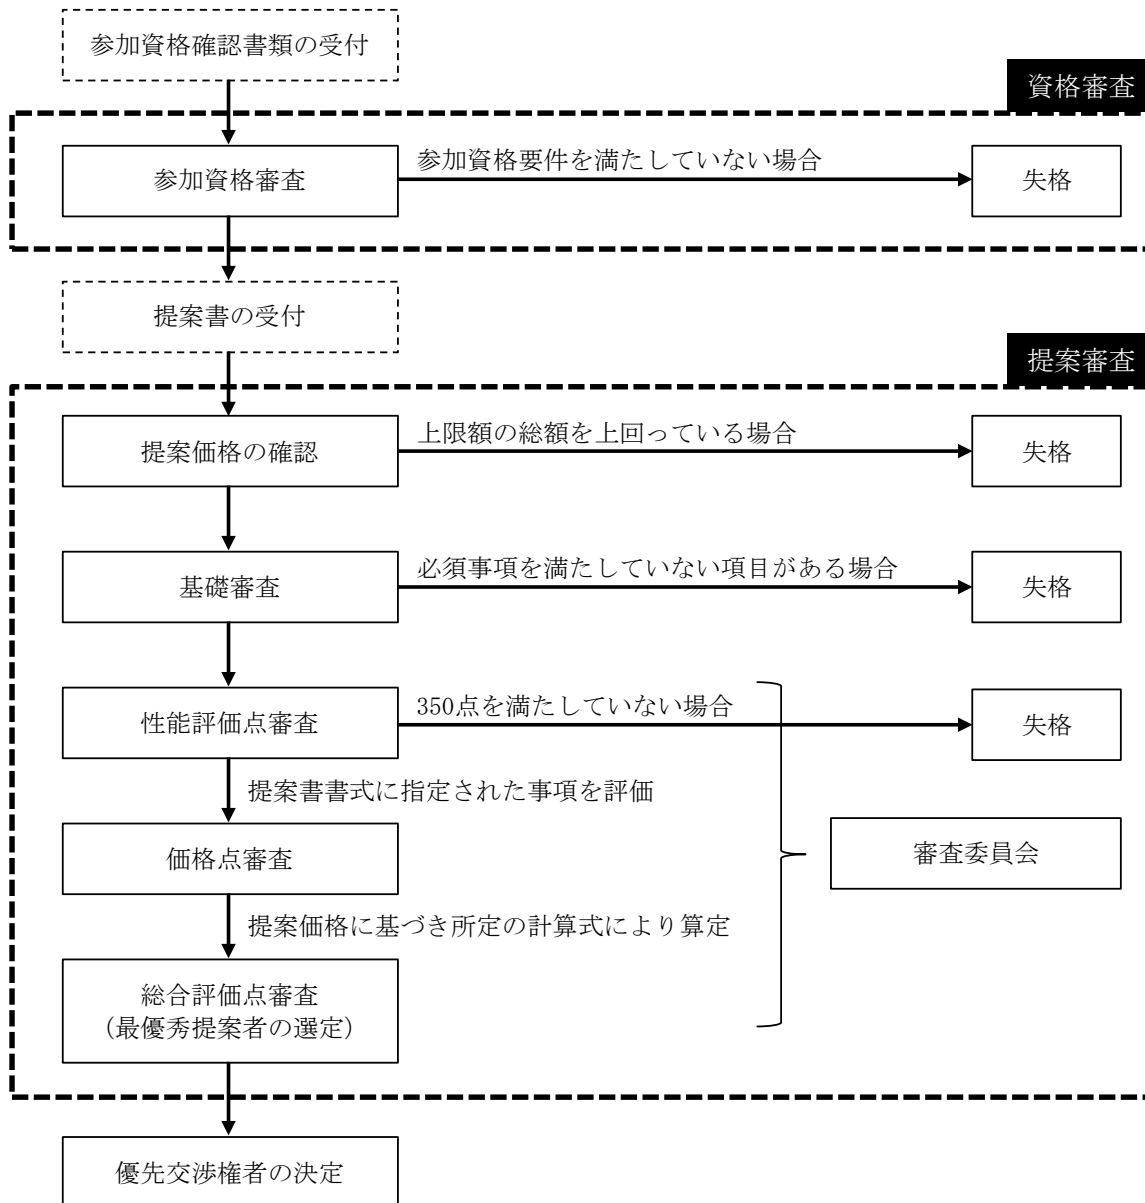 参加資格確認書類の受付
資格審査
参加資格審査
参加資格要件を満たしていない場合
失格
提案書の受付
提案審査
提案価格の確認
上限額の総額を上回っている場合
失格
基礎審査
必須事項を満たしていない項目がある場合
失格
性能評価点審査
350点を満たしていない場合
失格
提案書書式に指定された事項を評価
価格点審査
審査委員会
提案価格に基づき所定の計算式により算定
総合評価点審査
(最優秀提案者の選定)
優先交渉権者の決定